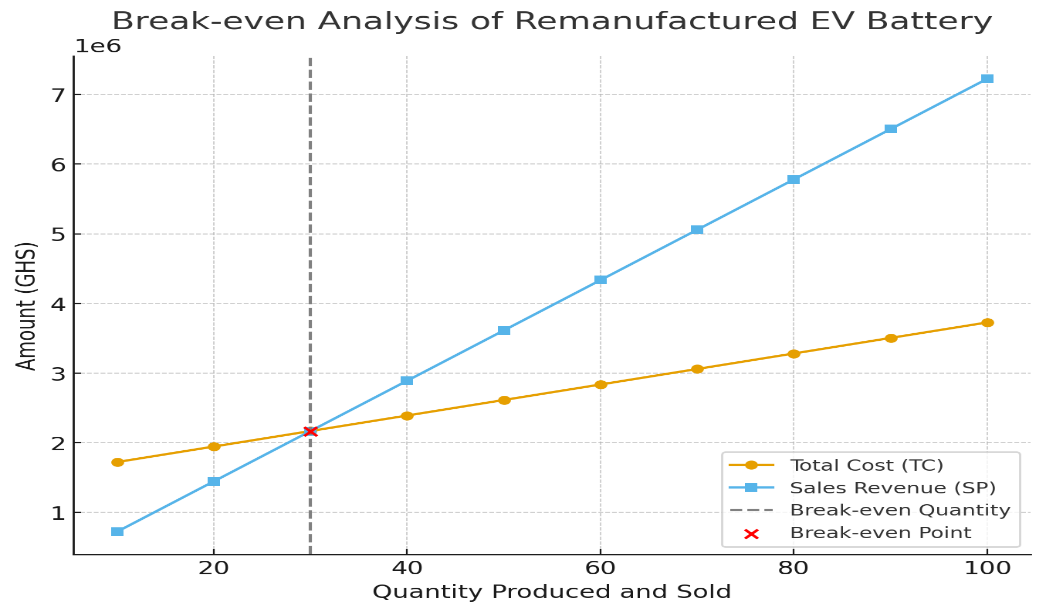 Break-even Analysis of Remanufactured EV Battery
1e6
7
6
5
4
3
2
1
Amount (GHS)
Total Cost (TC)
Sales Revenue (SP)
Break-even Quantity
Break-even Point
20 40 60 80 100
Quantity Produced and Sold